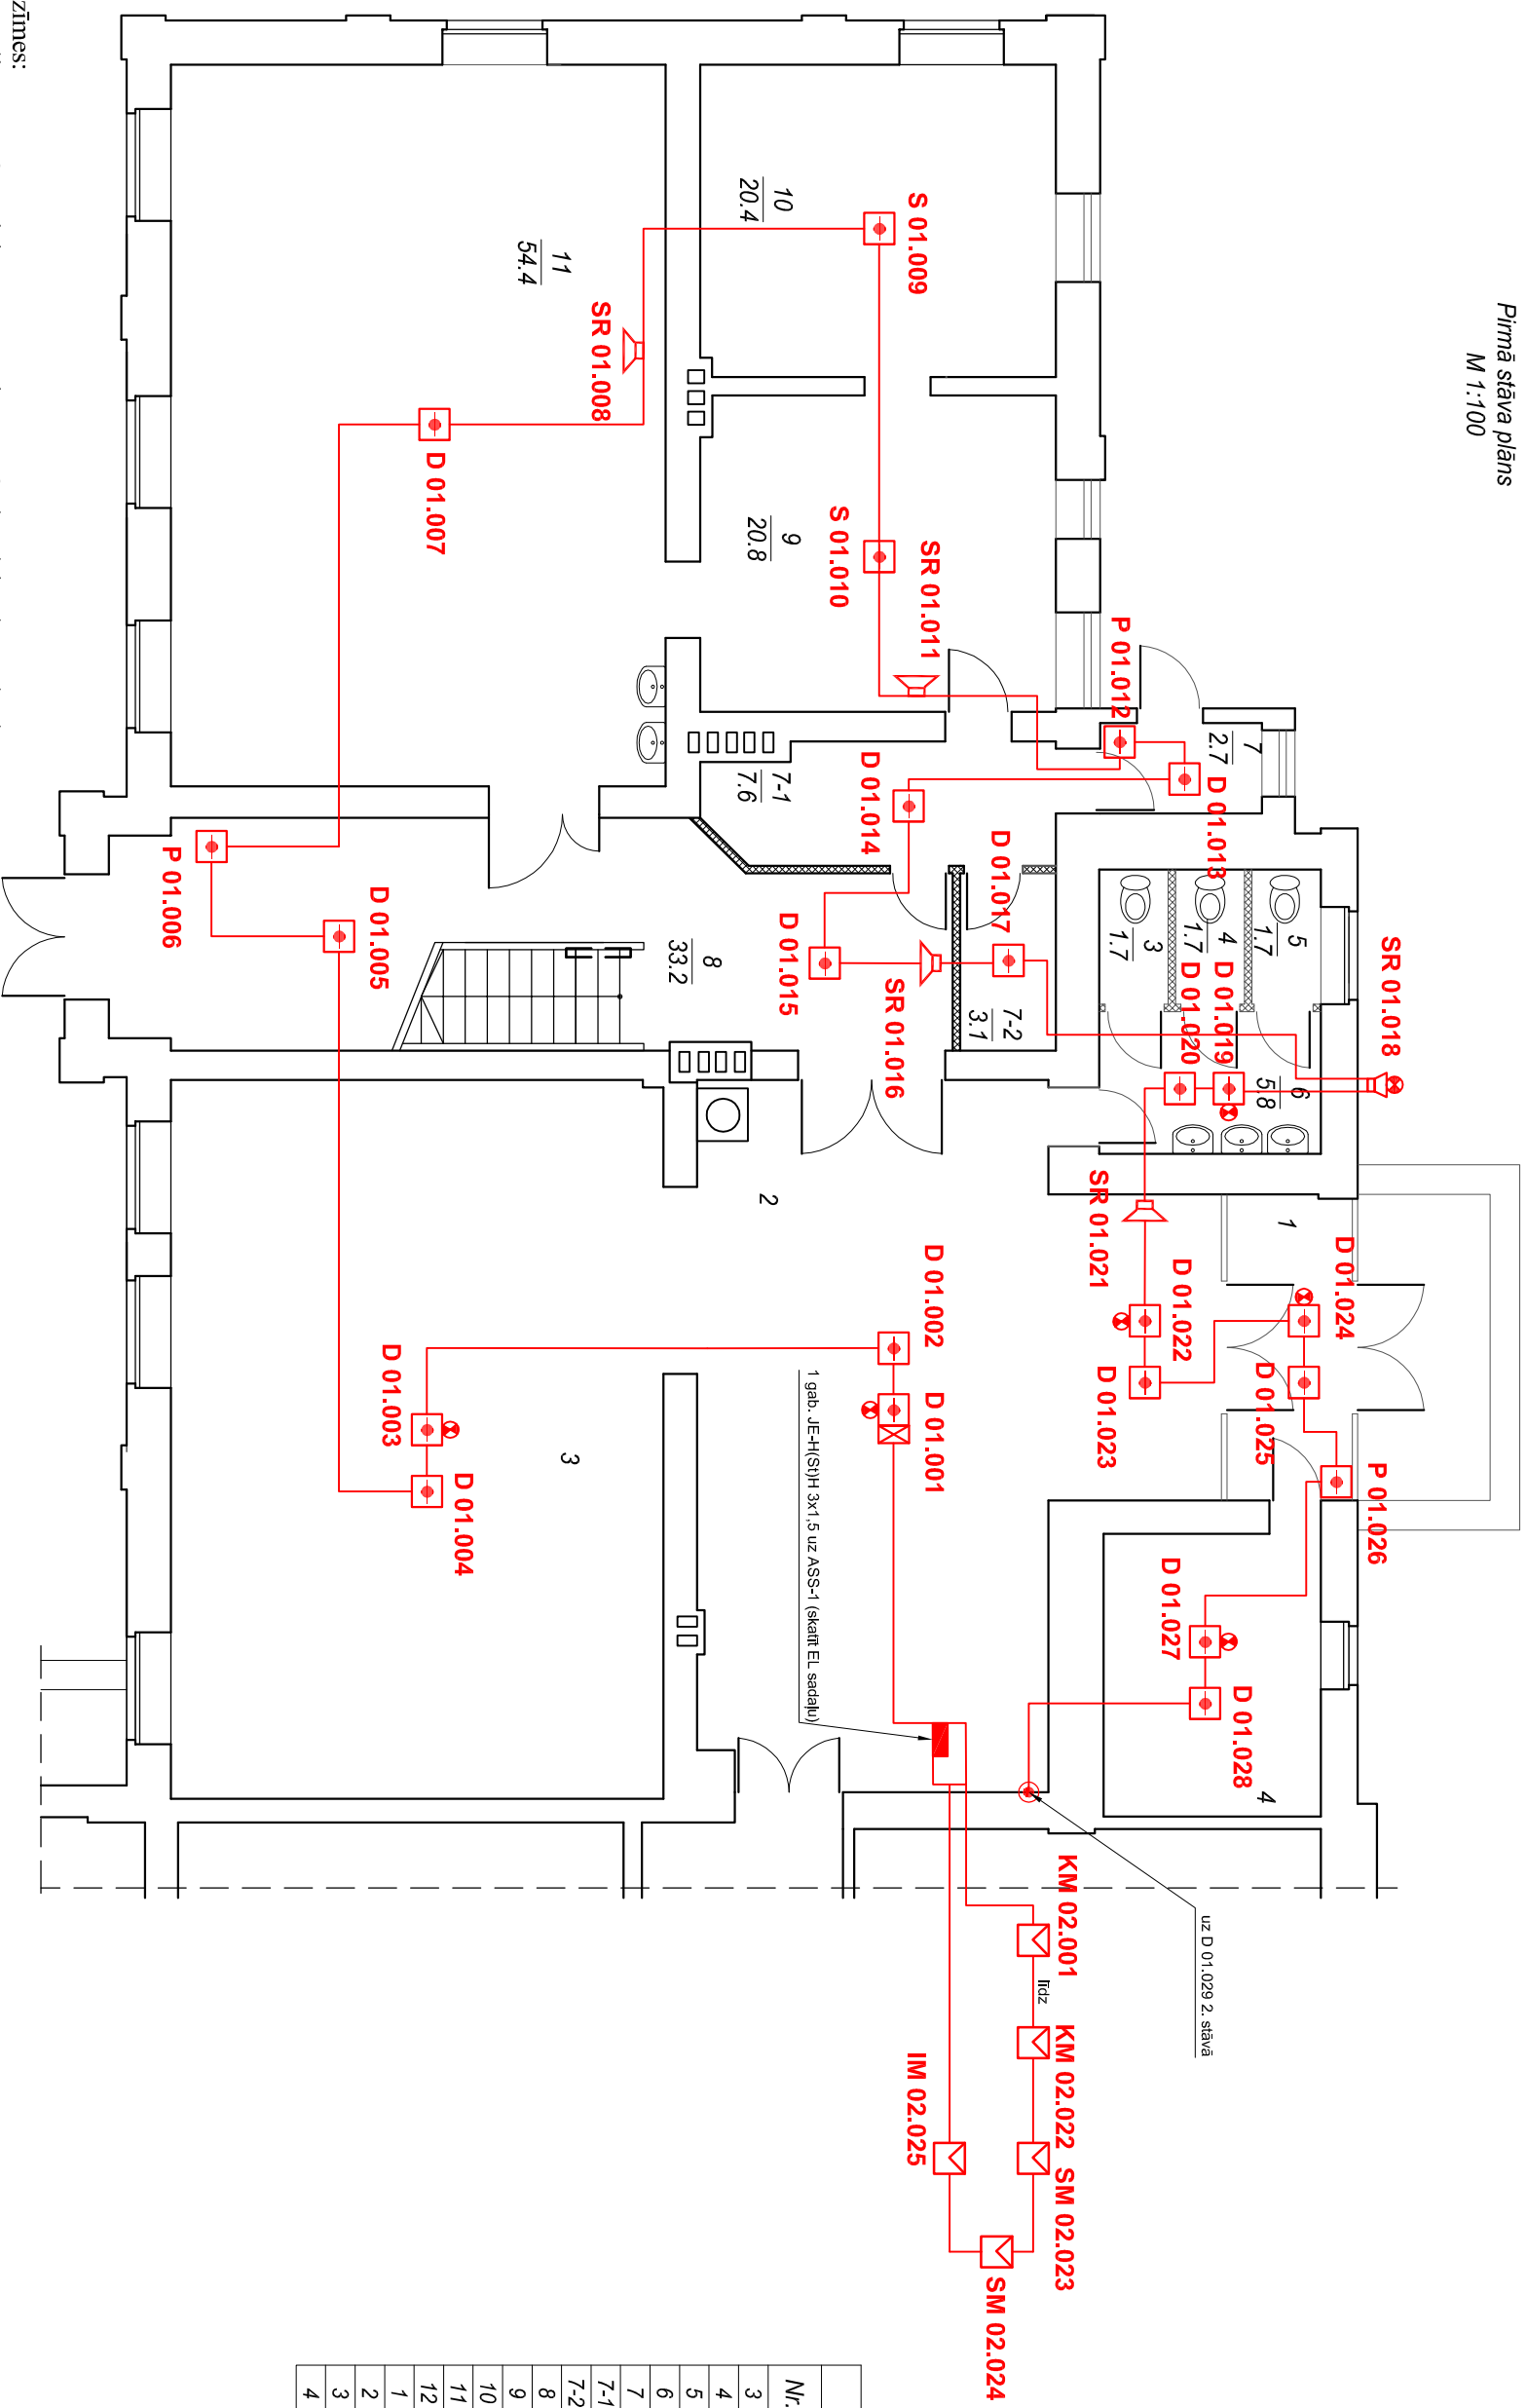 Pirmā stāva plāns
M 1:100
zīmes:
S 01.009
10
20.4
11
54.4
SR 01.008
D 01.007
9
20.8
S 01.010
SR 01.011
P 01.012
7
2.7
D 01.013
7-1
7.6
D 01.014
D 01.017
D 01.015
SR 01.016
7-2
3.1
8
33.2
P 01.006
D 01.005
5
1.7
4
1.7
3
1.7
SR 01.018
D 01.019
D 01.020
6
5.8
2
1
SR 01.021
D 01.022
D 01.023
D 01.024
D 01.025
P 01.026
D 01.027
D 01.028
4
D 01.002
D 01.001
D 01.003
D 01.004
3
1 gab. JE-H(St)H 3x1,5 uz ASS-1 (skatīt EL sadaļu)
uz D 01.029 2. stāvā
KM 02.001
līdz
KM 02.022
SM 02.023
IM 02.025
SM 02.024
Nr.
3
4
5
6
7
7-1
7-2
8
9
10
11
12
1
2
3
4